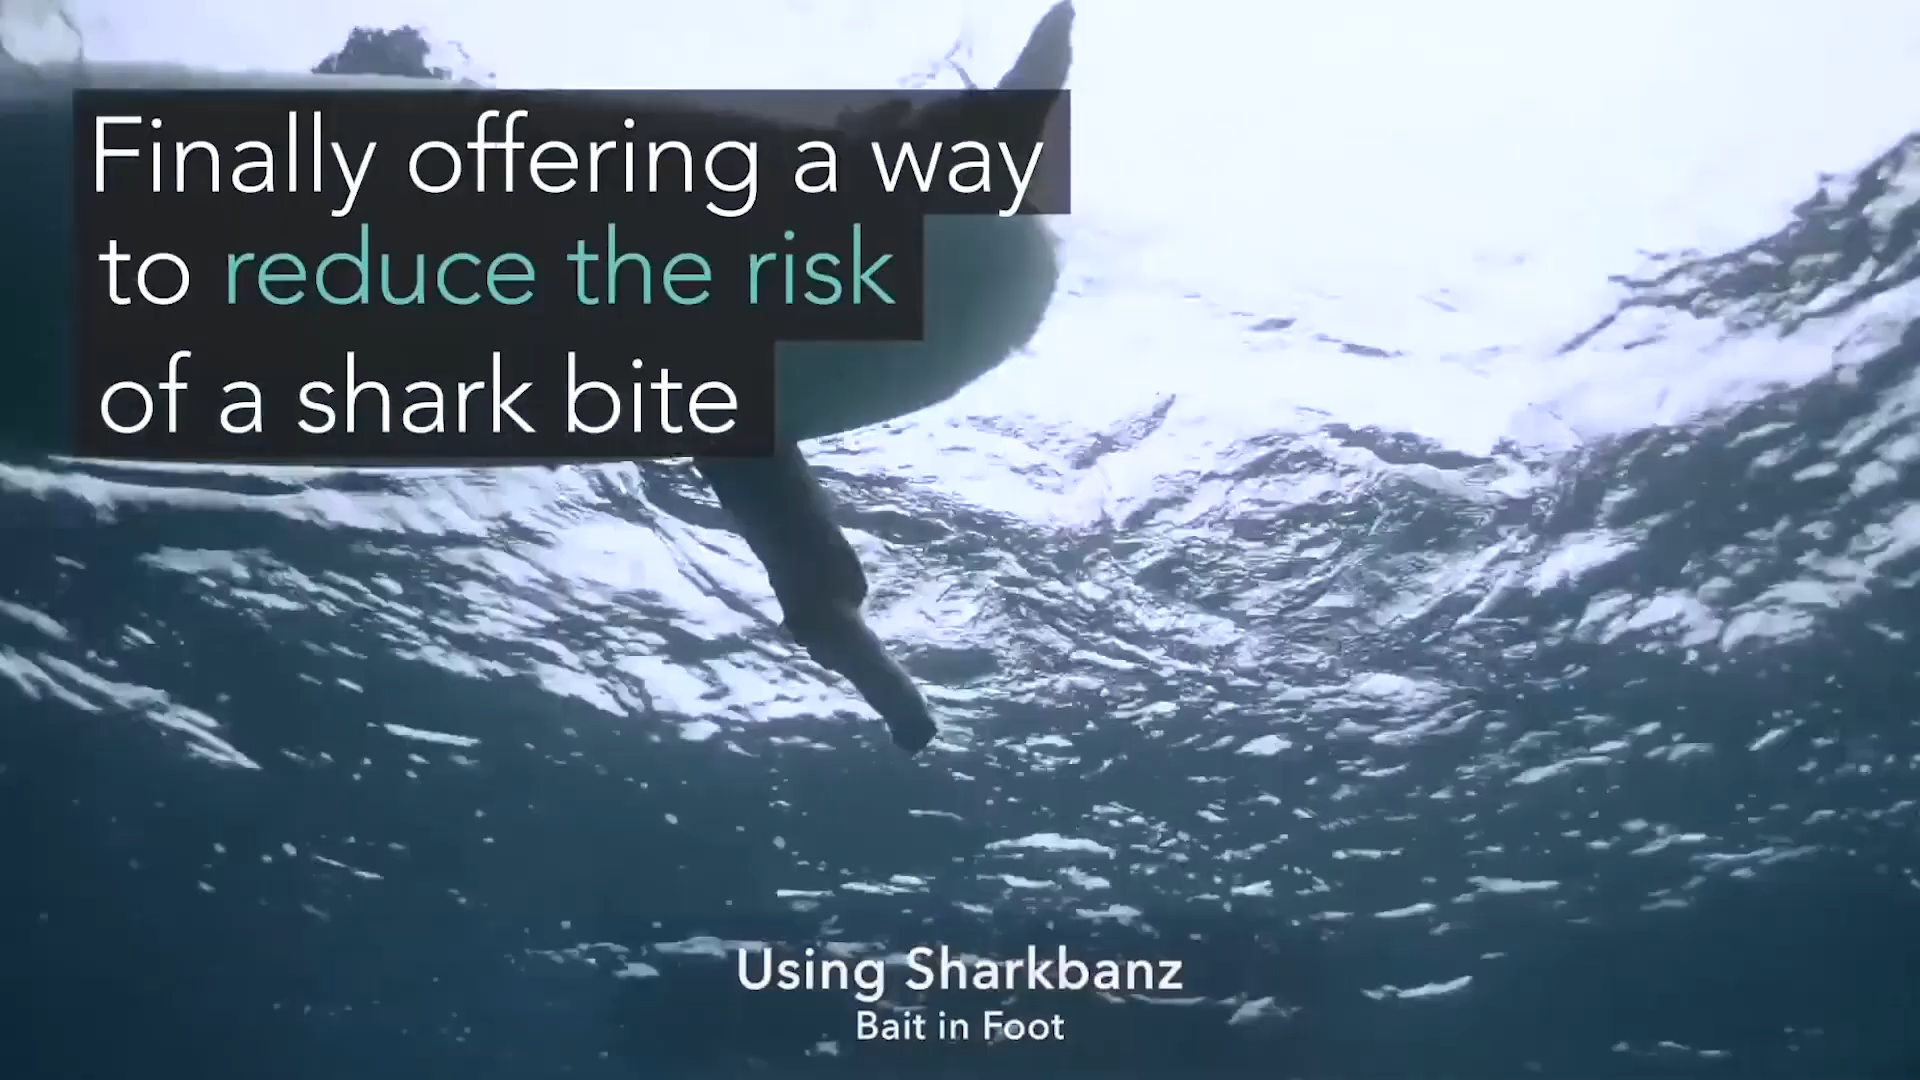 Finally offering a way
to reduce the risk
of a shark bite
Using Sharkbanz
Bait in Foot